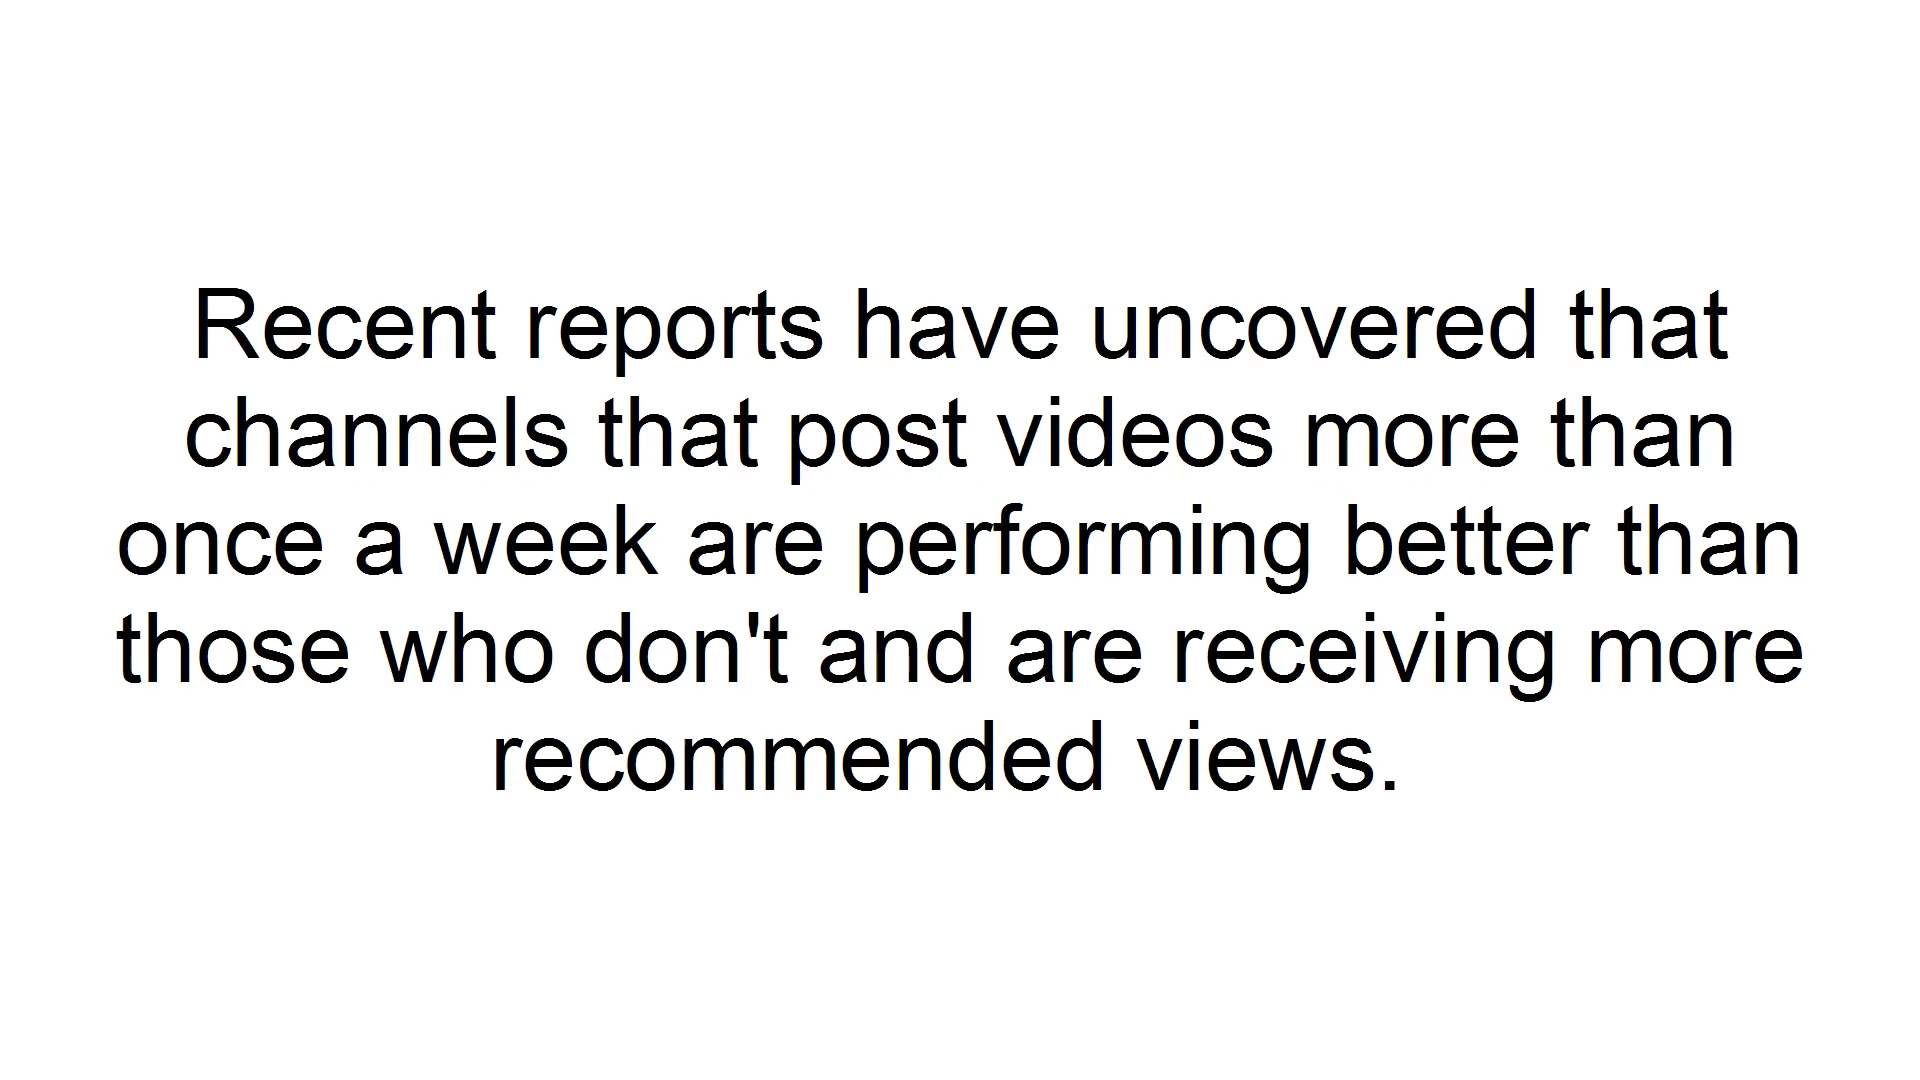 Recent reports have uncovered that
channels that post videos more than
once a week are performing better than
those who don't and are receiving more
recommended views.